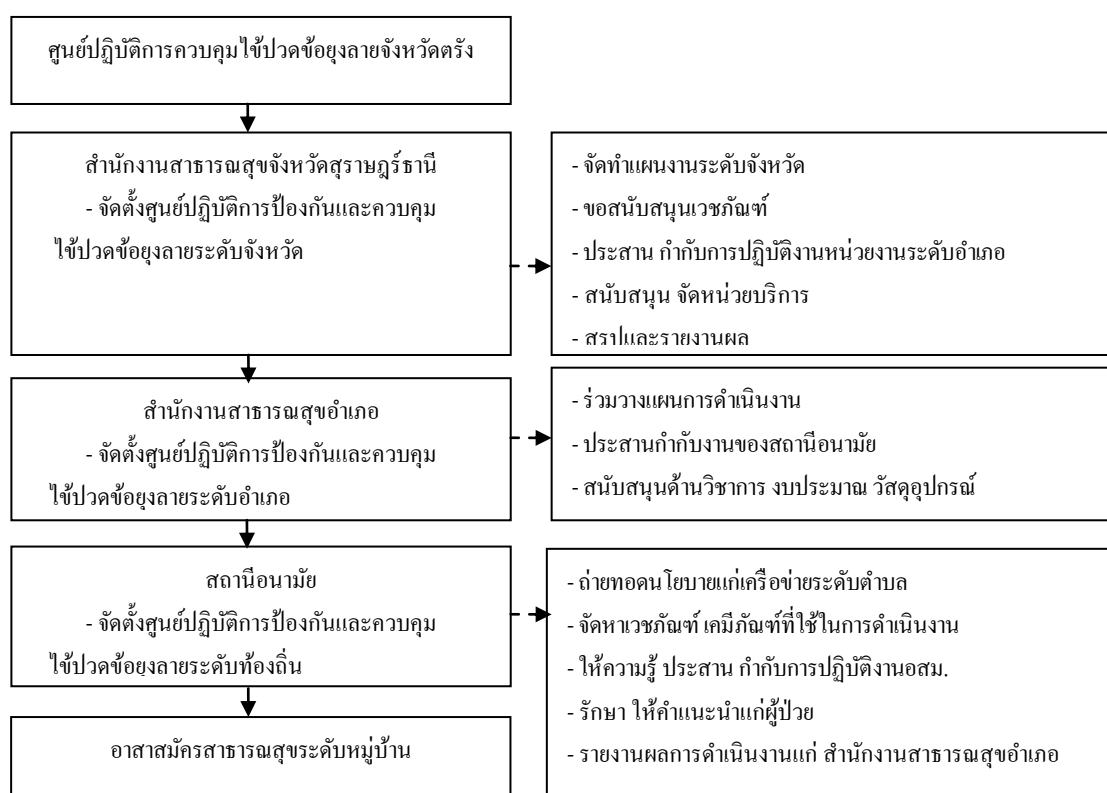 ศูนย์ปฏิบัติการควบคุมไข้ปวดข้อยุงลายจังหวัดตรัง
สำนักงานสาธารณสุขจังหวัดสุราษฎร์ธานี
- จัดตั้งศูนย์ปฏิบัติการป้องกันและควบคุม
ไข้ปวดข้อยุงลายระดับจังหวัด
- จัดทำแผนงานระดับจังหวัด
- ขอสนับสนุนเวชภัณฑ์
- ประสาน กำกับการปฏิบัติงานหน่วยงานระดับอำเภอ
- สนับสนุน จัดหน่วยบริการ
- สรุปและรายงานผล
สำนักงานสาธารณสุขอำเภอ
- จัดตั้งศูนย์ปฏิบัติการป้องกันและควบคุม
ไข้ปวดข้อยุงลายระดับอำเภอ
- ร่วมวางแผนการดำเนินงาน
- ประสานกำกับงานของสถานีอนามัย
- สนับสนุนด้านวิชาการ งบประมาณ วัสดุอุปกรณ์
สถานีอนามัย
- จัดตั้งศูนย์ปฏิบัติการป้องกันและควบคุม
ไข้ปวดข้อยุงลายระดับท้องถิ่น
- ถ่ายทอดนโยบายแก่เครือข่ายระดับตำบล
- จัดหาเวชภัณฑ์ เคมีภัณฑ์ที่ใช้ในการดำเนินงาน
- ให้ความรู้ ประสาน กำกับการปฏิบัติงานอสม.
- รักษา ให้คำแนะนำแก่ผู้ป่วย
- รายงานผลการดำเนินงานแก่ สำนักงานสาธารณสุขอำเภอ
อาสาสมัครสาธารณสุขระดับหมู่บ้าน